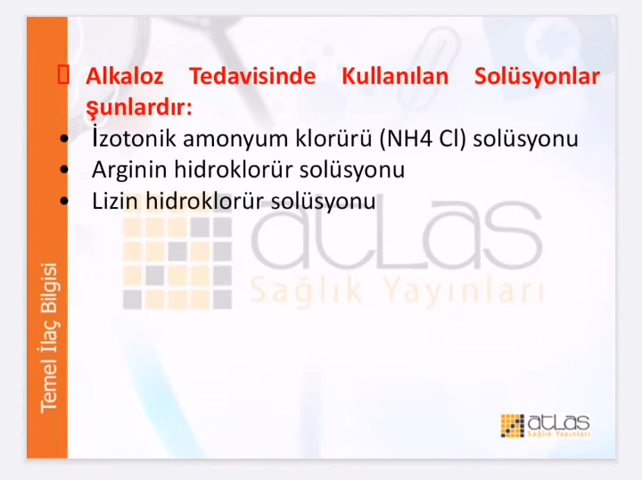 Alkaloz Tedavisinde Kullanılan Solüsyonlar
şunlardır:
• İzotonik amonyum klorürü (NH4 Cl) solüsyonu
• Arginin hidroklorür solüsyonu
• Lizin hidroklorür solüsyonu
atLas
Sağlık Yayınları
Temel İlaç Bilgisi
atLas
Sağlık Yayınları